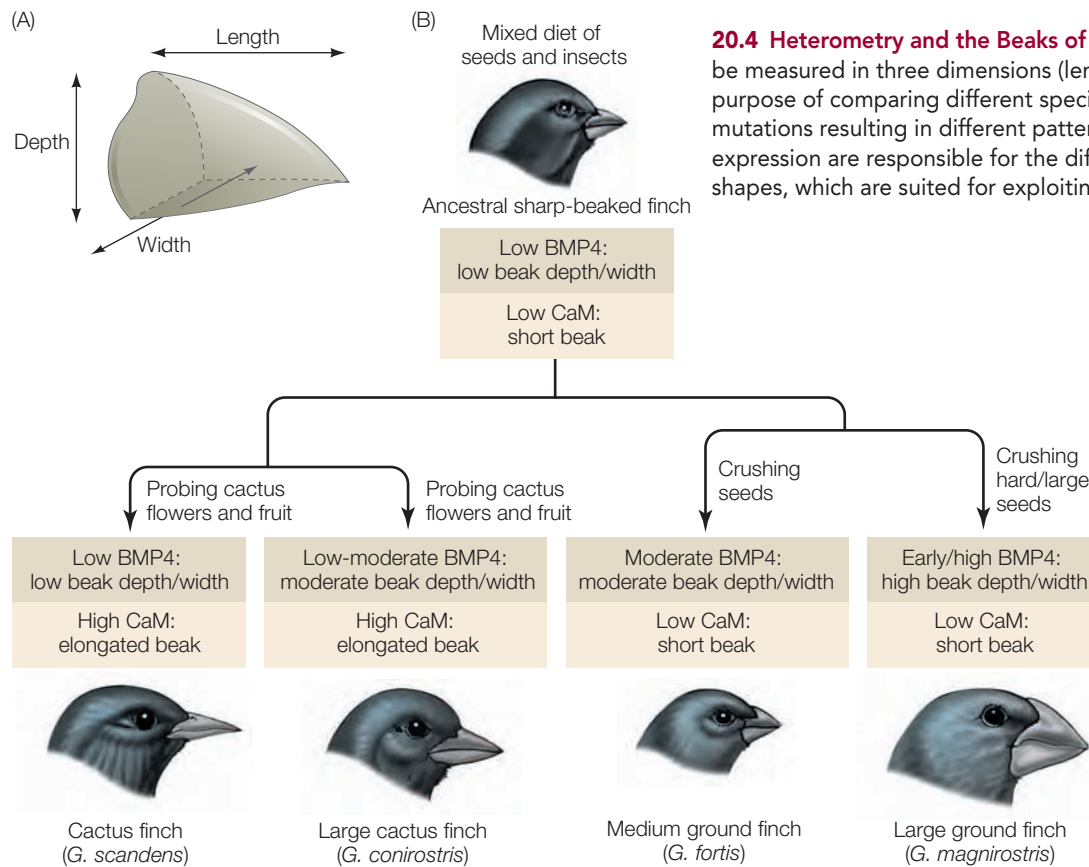 (A)
Length
Depth
Width
(B)
Mixed diet of
seeds and insects
Ancestral sharp-beaked finch
Low BMP4:
low beak depth/width
Low CaM:
short beak
20.4 Heterometry and the Beaks of
be measured in three dimensions (len
purpose of comparing different speci
mutations resulting in different patter
expression are responsible for the dif
shapes, which are suited for exploitin
Probing cactus
flowers and fruit
Probing cactus
flowers and fruit
Crushing
seeds
Crushing
hard/large
seeds
Low BMP4:
low beak depth/width
High CaM:
elongated beak
Low-moderate BMP4:
moderate beak depth/width
High CaM:
elongated beak
Moderate BMP4:
moderate beak depth/width
Low CaM:
short beak
Early/high BMP4:
high beak depth/width
Low CaM:
short beak
Cactus finch
(G. scandens)
Large cactus finch
(G. conirostris)
Medium ground finch
(G. fortis)
Large ground finch
(G. magnirostris)